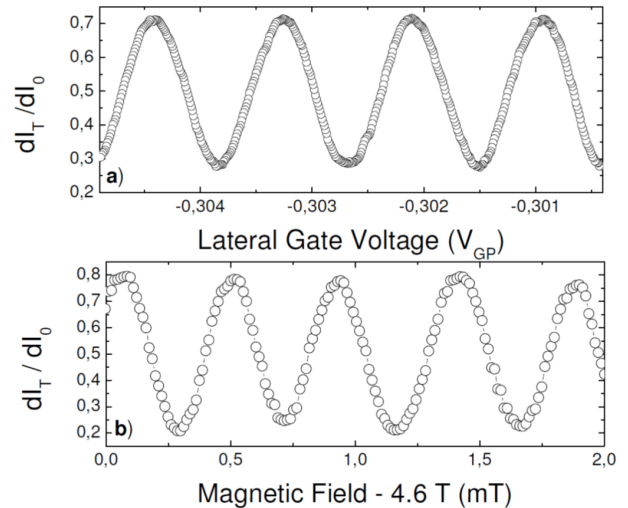 0,7
0,6
0,5
0,4
0,3
0,2
dI_T /dI_0
a)
-0,304 -0,303 -0,302 -0,301
Lateral Gate Voltage (V_GP)
0,8
0,7
0,6
0,5
0,4
0,3
0,2
dI_T / dI_0
b)
0,0 0,5 1,0 1,5 2,0
Magnetic Field - 4.6 T (mT)